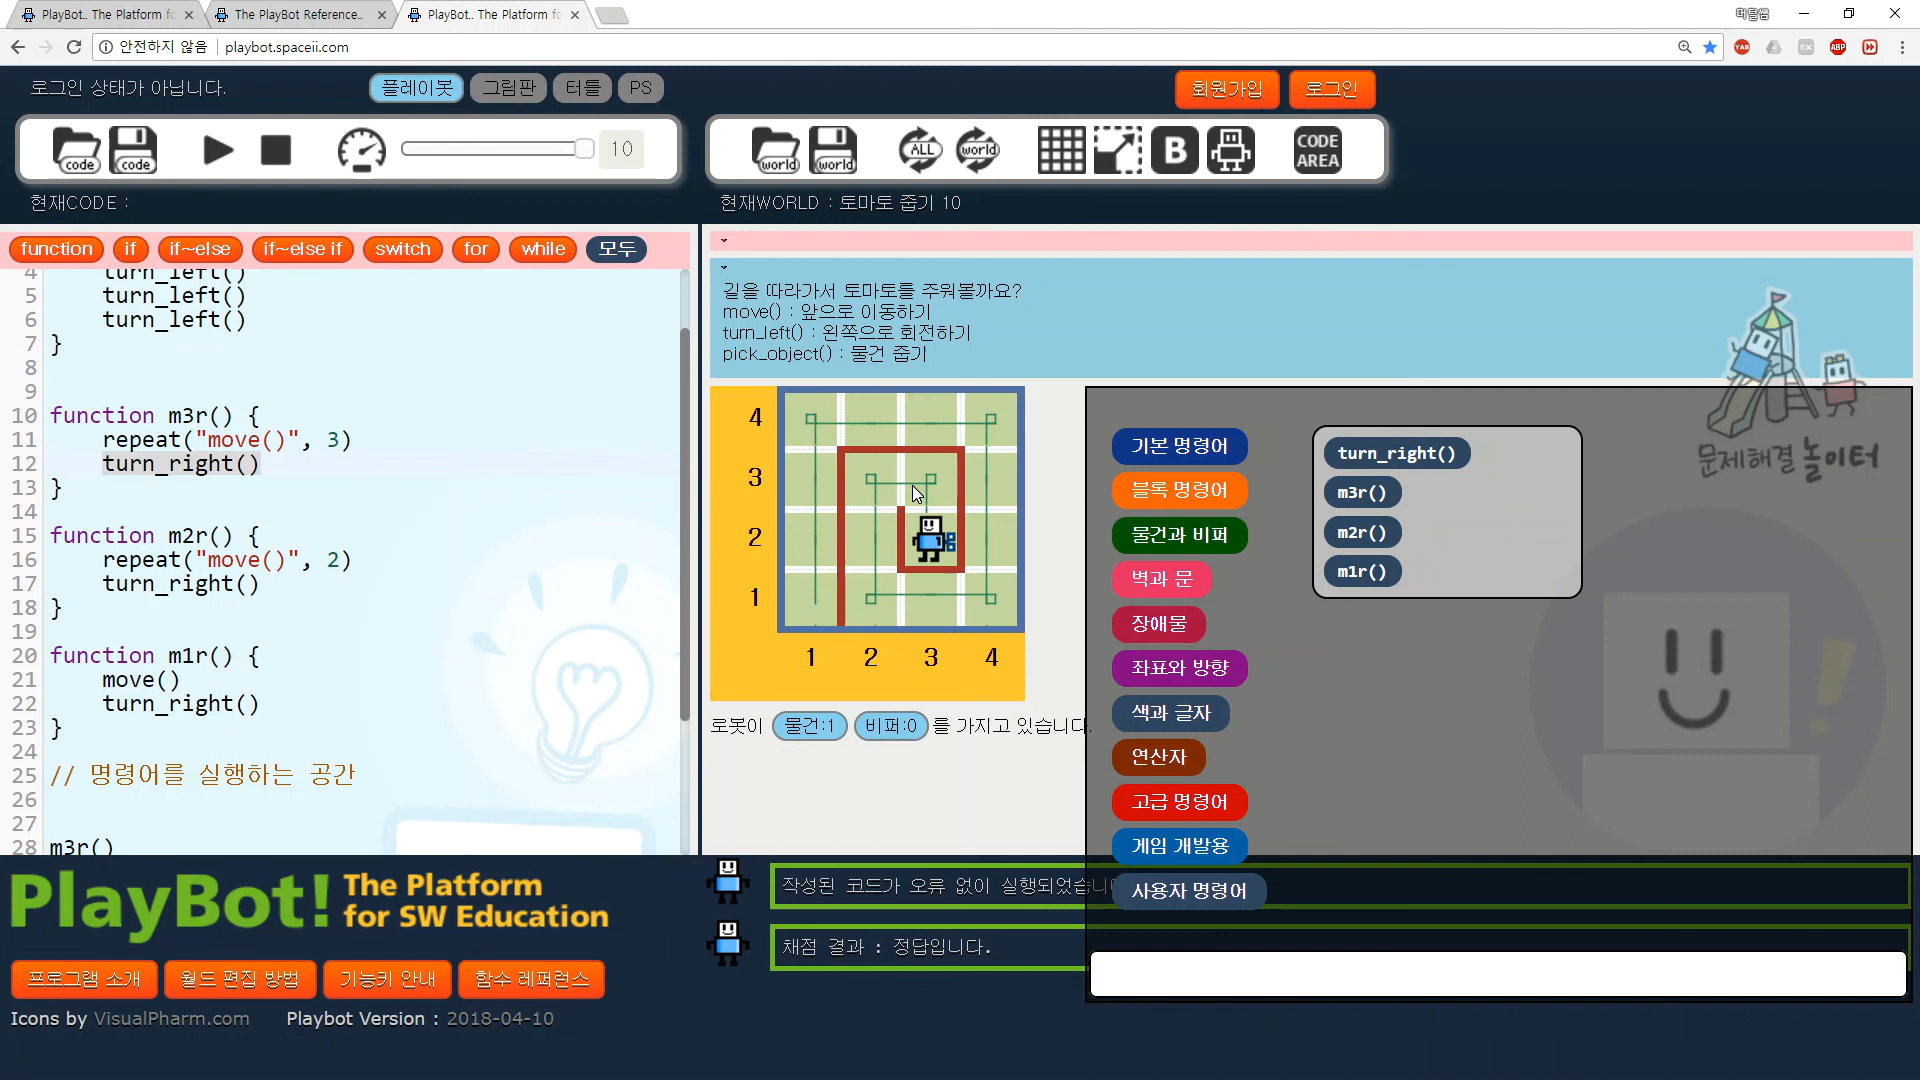 PlayBot.. The Platform fo
The PlayBot Reference..
PlayBot.. The Platform fo
머털쌤
안전하지 않음
playbot.spaceii.com
로그인 상태가 아닙니다.
플레이봇
그림판
터틀
PS
회원가입
로그인
code
code
10
world
world
ALL
world
B
CODE AREA
현재CODE :
현재WORLD : 토마토 줍기 10
function
if
if~else
if~else if
switch
for
while
모두
4 turn_left()
5 turn_left()
6 turn_left()
7 }
8
9
10 function m3r() {
11 repeat("move()", 3)
12 turn_right()
13 }
14
15 function m2r() {
16 repeat("move()", 2)
17 turn_right()
18 }
19
20 function m1r() {
21 move()
22 turn_right()
23 }
24
25 // 명령어를 실행하는 공간
26
27
28 m3r()
길을 따라가서 토마토를 주워볼까요?
move() : 앞으로 이동하기
turn_left() : 왼쪽으로 회전하기
pick_object() : 물건 줍기
문제해결 놀이터
4
3
2
1
1 2 3 4
로봇이 물건:1 비퍼:0 를 가지고 있습니다.
기본 명령어
블록 명령어
물건과 비퍼
벽과 문
장애물
좌표와 방향
색과 글자
연산자
고급 명령어
게임 개발용
사용자 명령어
turn_right()
m3r()
m2r()
m1r()
작성된 코드가 오류 없이 실행되었습니
채점 결과 : 정답입니다.
PlayBot! The Platform for SW Education
프로그램 소개
월드 편집 방법
기능키 안내
함수 레퍼런스
Icons by VisualPharm.com
Playbot Version : 2018-04-10